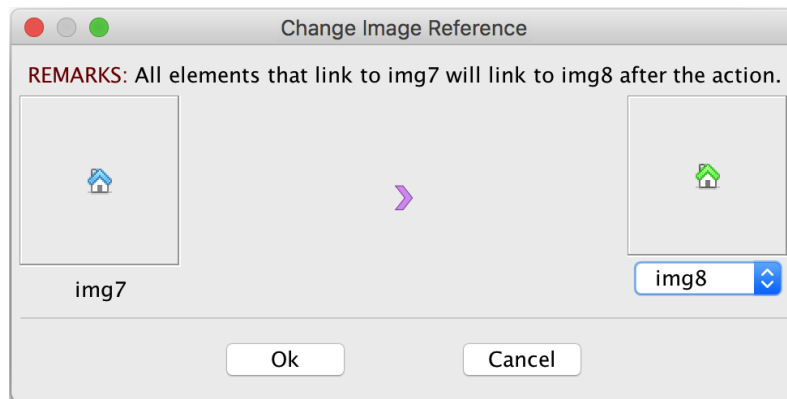 Change Image Reference
REMARKS: All elements that link to img7 will link to img8 after the action.
img7
img8
Ok
Cancel